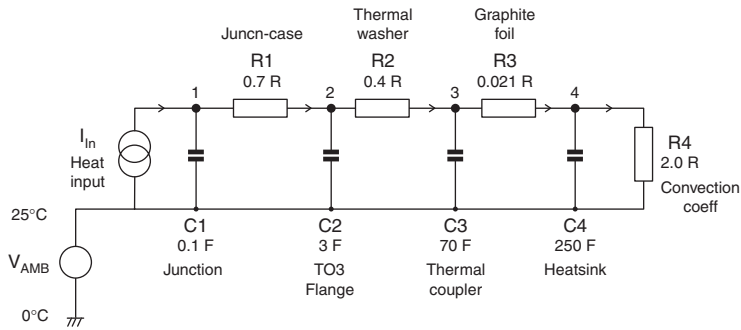 Juncn-case
R1
0.7 R
Thermal
washer
R2
0.4 R
Graphite
foil
R3
0.021 R
1
2
3
4
I In
Heat
input
R4
2.0 R
Convection
coeff
25°C
C1
0.1 F
Junction
C2
3 F
TO3
Flange
C3
70 F
Thermal
coupler
C4
250 F
Heatsink
VAMB
0°C